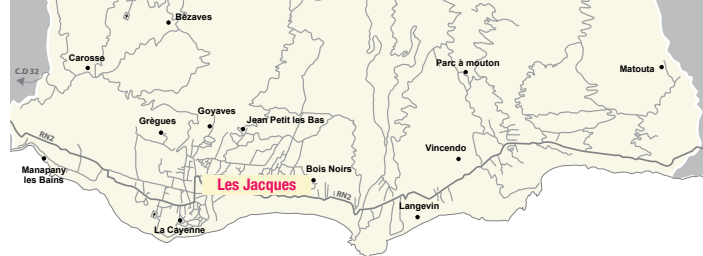 Bèzaves
Carosse
C.D 32
Parc à mouton
Matouta
Goyaves
Grègues
Jean Petit les Bas
RN2
Vincendo
Manapany
les Bains
Bois Noirs
Les Jacques
RN2
Langevin
La Cayenne